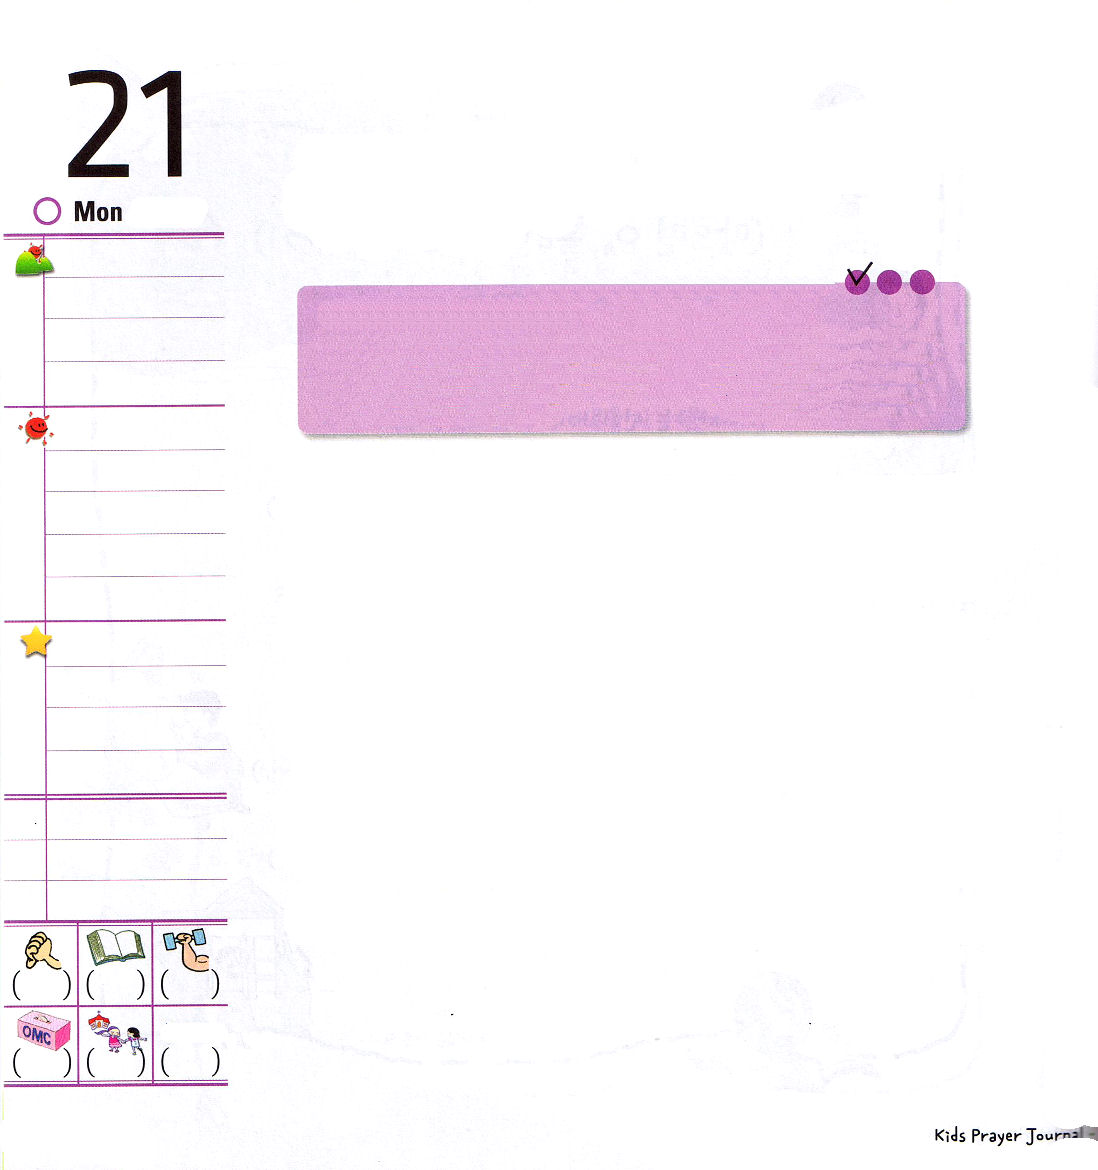 21
Mon
( ) ( ) ( )
OMC
( ) ( ) ( )
Kids Prayer Journal -